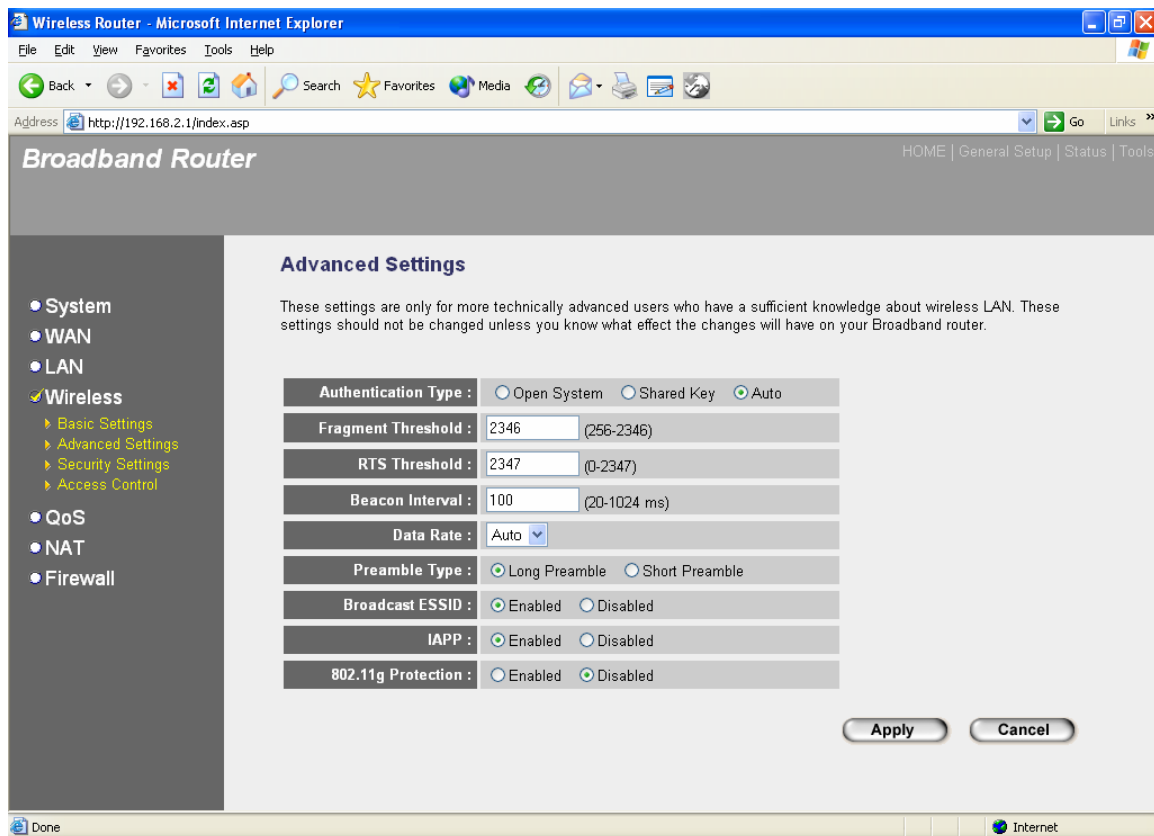 Wireless Router - Microsoft Internet Explorer
File Edit View Favorites Tools Help
Back Search Favorites Media
Address http://192.168.2.1/index.asp Go Links »
Broadband Router
HOME | General Setup | Status | Tools
Advanced Settings
These settings are only for more technically advanced users who have a sufficient knowledge about wireless LAN. These
settings should not be changed unless you know what effect the changes will have on your Broadband router.
System
WAN
LAN
Wireless
Basic Settings
Advanced Settings
Security Settings
Access Control
QoS
NAT
Firewall
Authentication Type : Open System Shared Key Auto
Fragment Threshold : 2346 (256-2346)
RTS Threshold : 2347 (0-2347)
Beacon Interval : 100 (20-1024 ms)
Data Rate : Auto
Preamble Type : Long Preamble Short Preamble
Broadcast ESSID : Enabled Disabled
IAPP : Enabled Disabled
802.11g Protection : Enabled Disabled
Apply Cancel
Done Internet